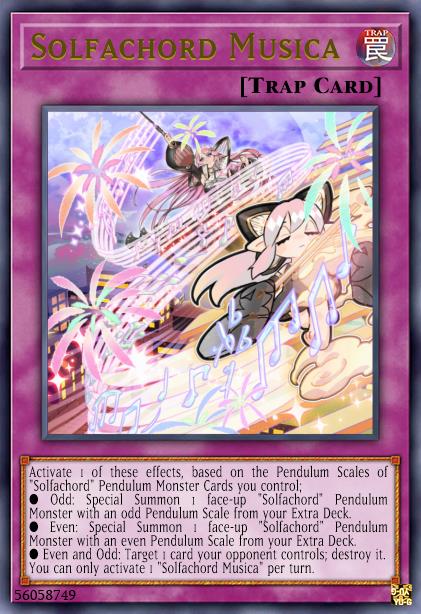 Solfachord Musica
TRAP
罠
[Trap Card]
Activate 1 of these effects, based on the Pendulum Scales of
"Solfachord" Pendulum Monster Cards you control;
● Odd: Special Summon 1 face-up "Solfachord" Pendulum
Monster with an odd Pendulum Scale from your Extra Deck.
● Even: Special Summon 1 face-up "Solfachord" Pendulum
Monster with an even Pendulum Scale from your Extra Deck.
● Even and Odd: Target 1 card your opponent controls; destroy it.
You can only activate 1 "Solfachord Musica" per turn.
56058749